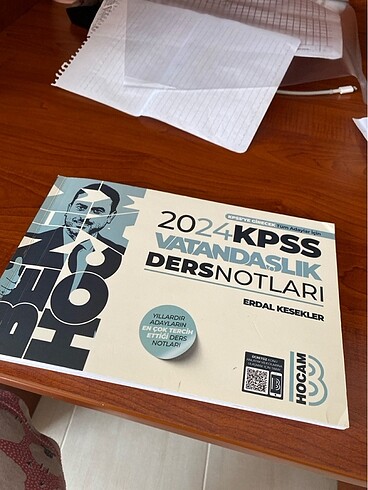 KPSS'YE GİRECEK Tüm Adaylar İçin
2024 KPSS
VATANDAŞLIK
DERS NOTLARI
ERDAL KESEKLER
BENİM
HOCAM
YILLARDIR
ADAYLARIN
EN ÇOK TERCİH
ETTİĞİ DERS
NOTLARI
HOCAM
B